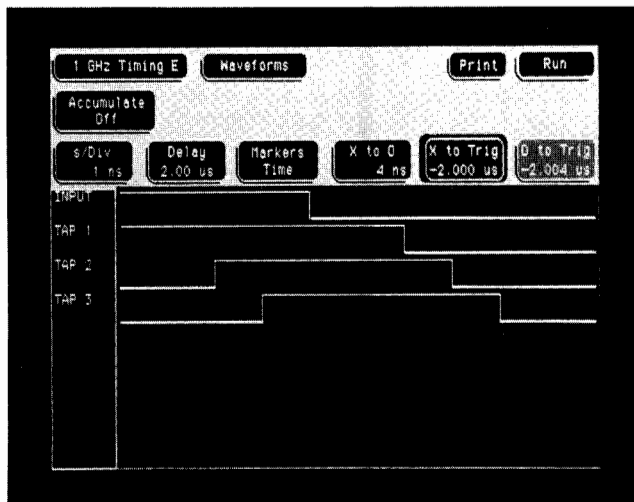 1 GHz Timing E Waveforms Print Run
Accumulate
Off
s/Div Delay Markers X to O X to Trig O to Trig
1 ns 2.00 us Time 4 ns -2.000 us -2.004 us
INPUT
TAP 1
TAP 2
TAP 3